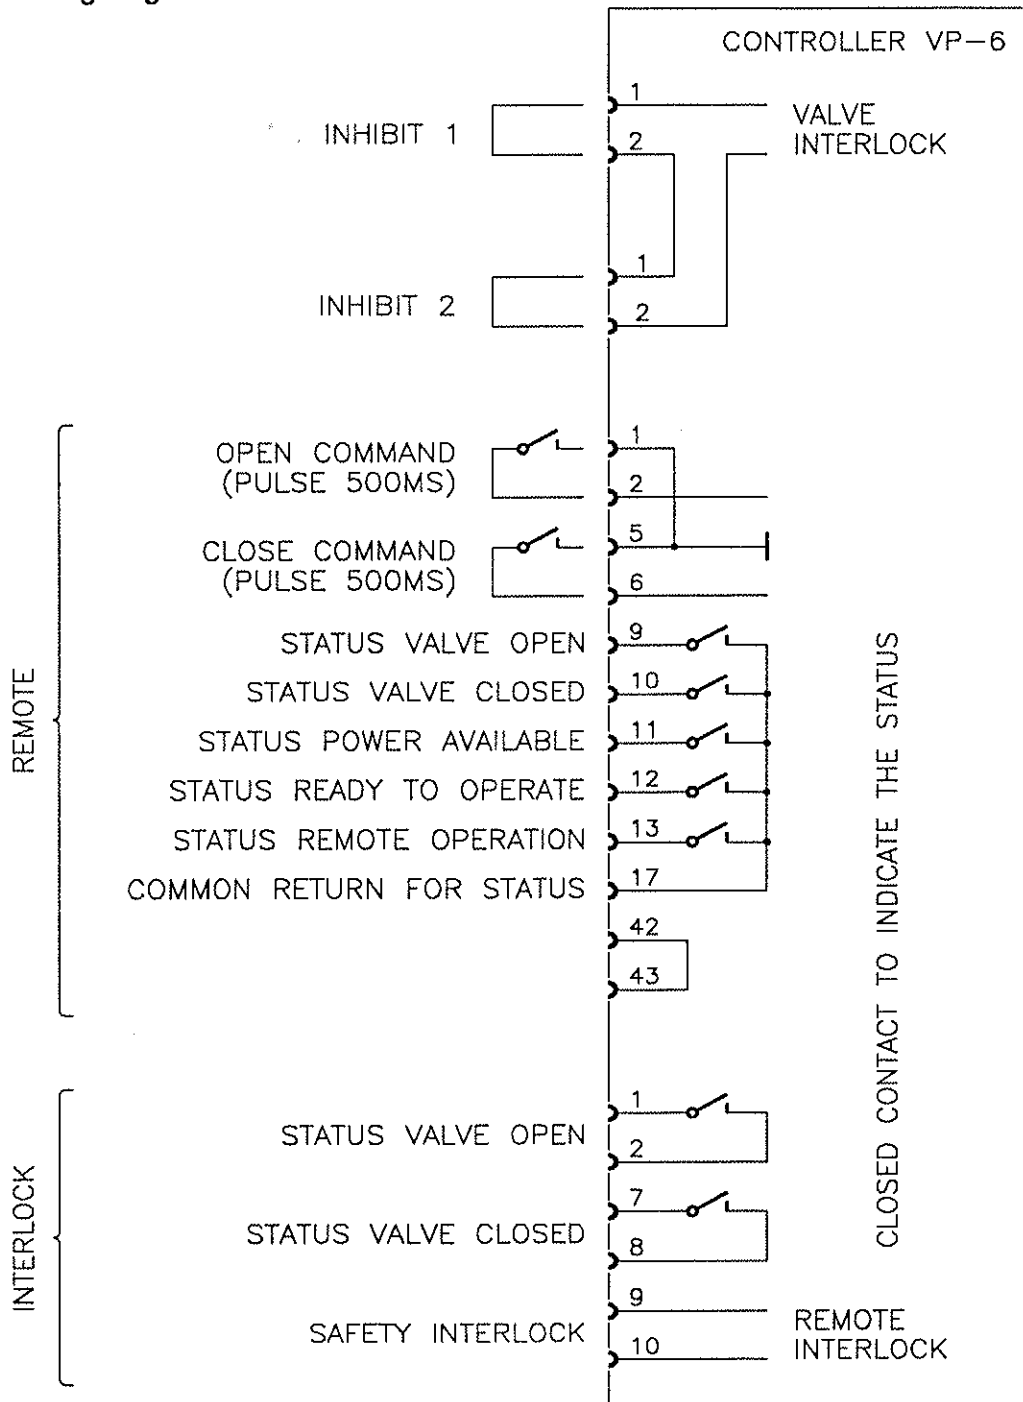 CONTROLLER VP-6
1
VALVE
INTERLOCK
INHIBIT 1
2
1
INHIBIT 2
2
REMOTE
OPEN COMMAND
(PULSE 500MS)
1
2
CLOSE COMMAND
(PULSE 500MS)
5
6
STATUS VALVE OPEN 9
STATUS VALVE CLOSED 10
STATUS POWER AVAILABLE 11
STATUS READY TO OPERATE 12
STATUS REMOTE OPERATION 13
COMMON RETURN FOR STATUS 17
42
43
CLOSED CONTACT TO INDICATE THE STATUS
INTERLOCK
STATUS VALVE OPEN
1
2
STATUS VALVE CLOSED
7
8
SAFETY INTERLOCK
9
10
REMOTE
INTERLOCK